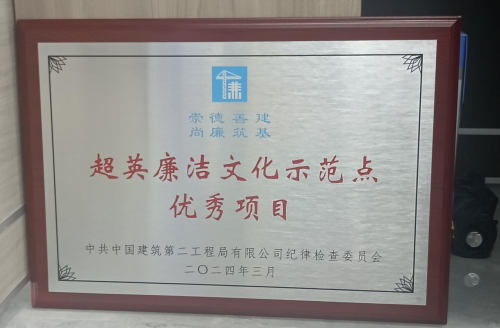 崇德善建
尚廉筑基
超英廉洁文化示范点
优秀项目
中共中国建筑第二工程局有限公司纪律检查委员会
二〇二四年三月